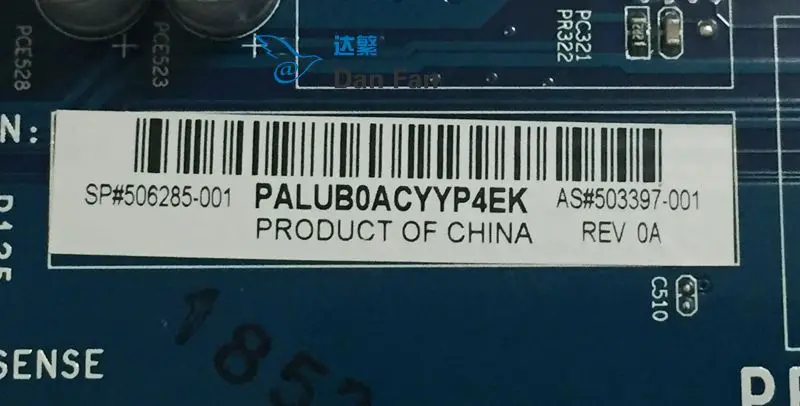 PCE528
PCE523
达繁
@
Dan Fan
PC321
PR322
N:
SP#506285-001
PALUB0ACYYP4EK
AS#503397-001
PRODUCT OF CHINA
REV 0A
C510
SENSE